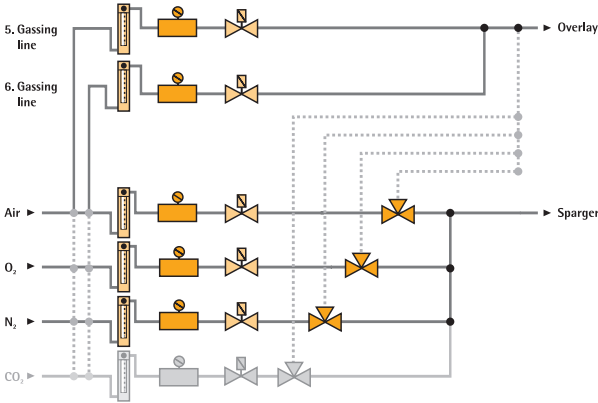 5. Gassing
line
Overlay
6. Gassing
line
Air
Sparger
O₂
N₂
CO₂